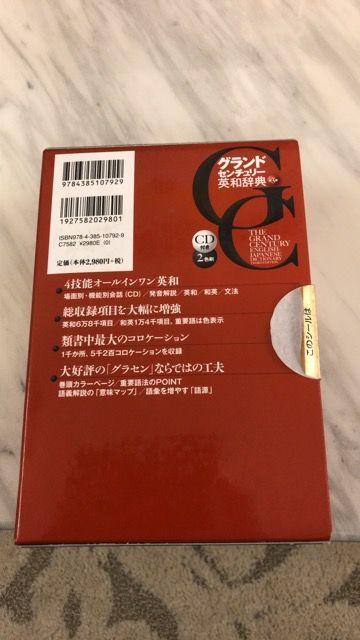 9784385107929
1927582029801
ISBN978-4-385-10792-9
C7582 ¥2980E (0)
定価(本体2,980円+税)
グランド
センチュリー
英和辞典
GC
CD
付き
2色刷
THE GRAND
CENTURY
ENGLISH-
JAPANESE
DICTIONARY
4技能オールインワン英和
場面別・機能別会話(CD)/発音解説/英和/和英/文法
総収録項目を大幅に増強
英和6万8千項目/和英1万4千項目,重要語は色表示
類書中最大のコロケーション
1千か所、5千2百コロケーションを収録
大好評の「グラセン」ならではの工夫
巻頭カラーページ/重要語法のPOINT
語義解説の「意味マップ」/語彙を増やす「語源」